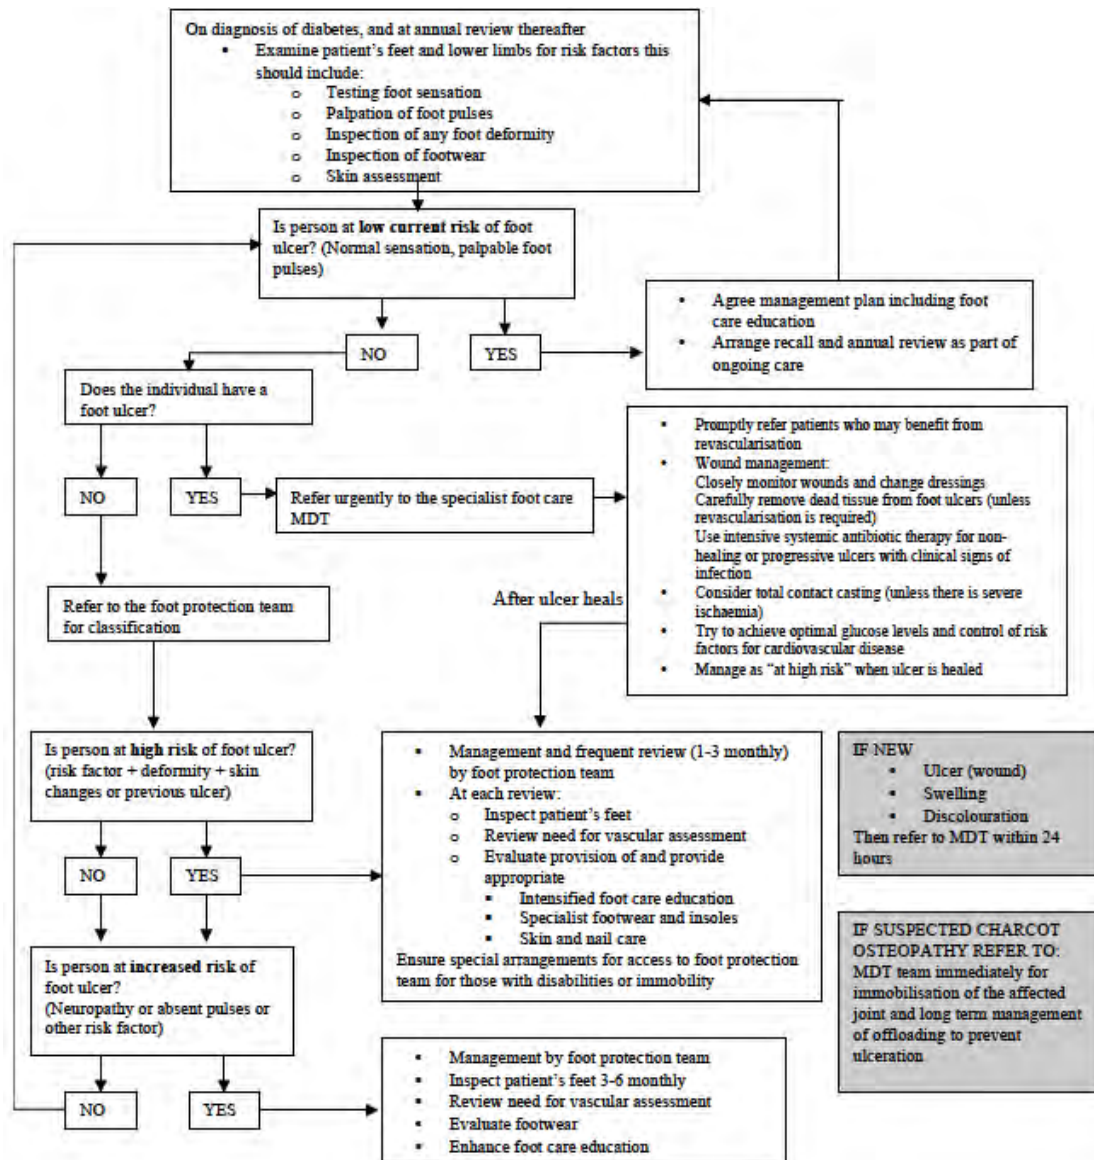 On diagnosis of diabetes, and at annual review thereafter
• Examine patient's feet and lower limbs for risk factors this
should include:
o Testing foot sensation
o Palpation of foot pulses
o Inspection of any foot deformity
o Inspection of footwear
o Skin assessment
Is person at low current risk of foot
ulcer? (Normal sensation, palpable foot
pulses)
NO
YES
• Agree management plan including foot
care education
• Arrange recall and annual review as part of
ongoing care
Does the individual have a
foot ulcer?
NO
YES
Refer urgently to the specialist foot care
MDT
• Promptly refer patients who may benefit from
revascularisation
• Wound management:
Closely monitor wounds and change dressings
Carefully remove dead tissue from foot ulcers (unless
revascularisation is required)
Use intensive systemic antibiotic therapy for non-
healing or progressive ulcers with clinical signs of
infection
• Consider total contact casting (unless there is severe
ischaemia)
• Try to achieve optimal glucose levels and control of risk
factors for cardiovascular disease
• Manage as "at high risk" when ulcer is healed
After ulcer heals
Refer to the foot protection team
for classification
Is person at high risk of foot ulcer?
(risk factor + deformity + skin
changes or previous ulcer)
NO
YES
▪ Management and frequent review (1-3 monthly)
by foot protection team
▪ At each review:
o Inspect patient's feet
o Review need for vascular assessment
o Evaluate provision of and provide
appropriate
▪ Intensified foot care education
▪ Specialist footwear and insoles
▪ Skin and nail care
Ensure special arrangements for access to foot protection
team for those with disabilities or immobility
IF NEW
▪ Ulcer (wound)
▪ Swelling
▪ Discolouration
Then refer to MDT within 24
hours
IF SUSPECTED CHARCOT
OSTEOPATHY REFER TO:
MDT team immediately for
immobilisation of the affected
joint and long term management
of offloading to prevent
ulceration
Is person at increased risk of
foot ulcer?
(Neuropathy or absent pulses or
other risk factor)
NO
YES
▪ Management by foot protection team
▪ Inspect patient's feet 3-6 monthly
▪ Review need for vascular assessment
▪ Evaluate footwear
▪ Enhance foot care education